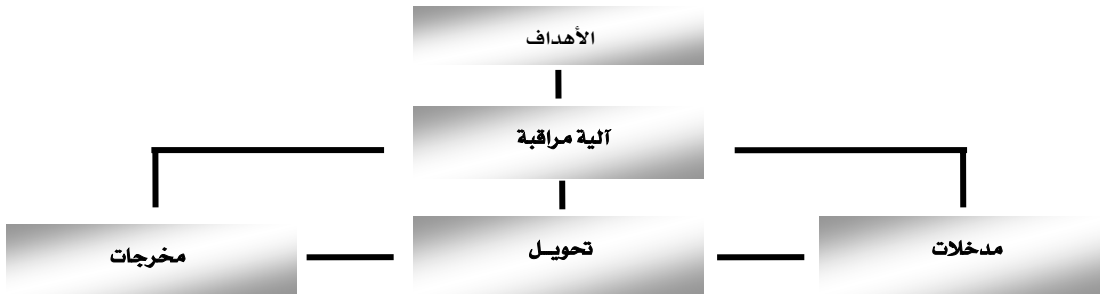 الأهداف
آلية مراقبة
مدخلات
تحويـل
مخرجات